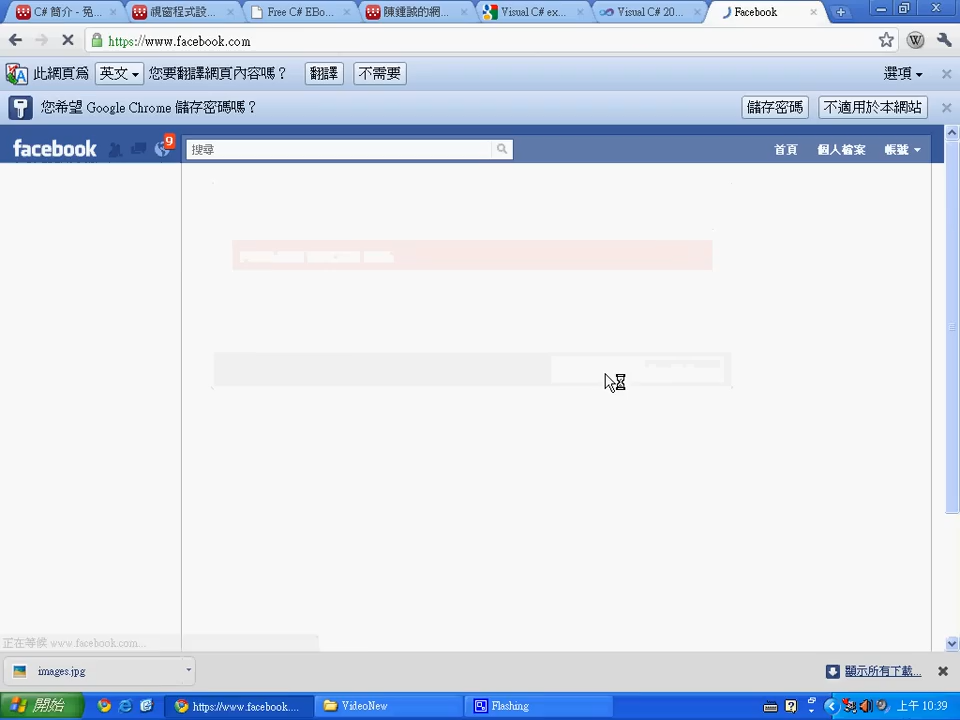 C# 簡介 - 免...
視窗程式設...
Free C# EBo...
陳鍾誠的網...
Visual C# ex...
Visual C# 20...
Facebook
https://www.facebook.com
此網頁為 英文 您要翻譯網頁內容嗎？ 翻譯 不需要 選項
您希望 Google Chrome 儲存密碼嗎？ 儲存密碼 不適用於本網站
facebook 9 搜尋 首頁 個人檔案 帳號
正在等候 www.facebook.com...
images.jpg 顯示所有下載...
開始 https://www.facebook.... VideoNew Flashing 上午 10:39